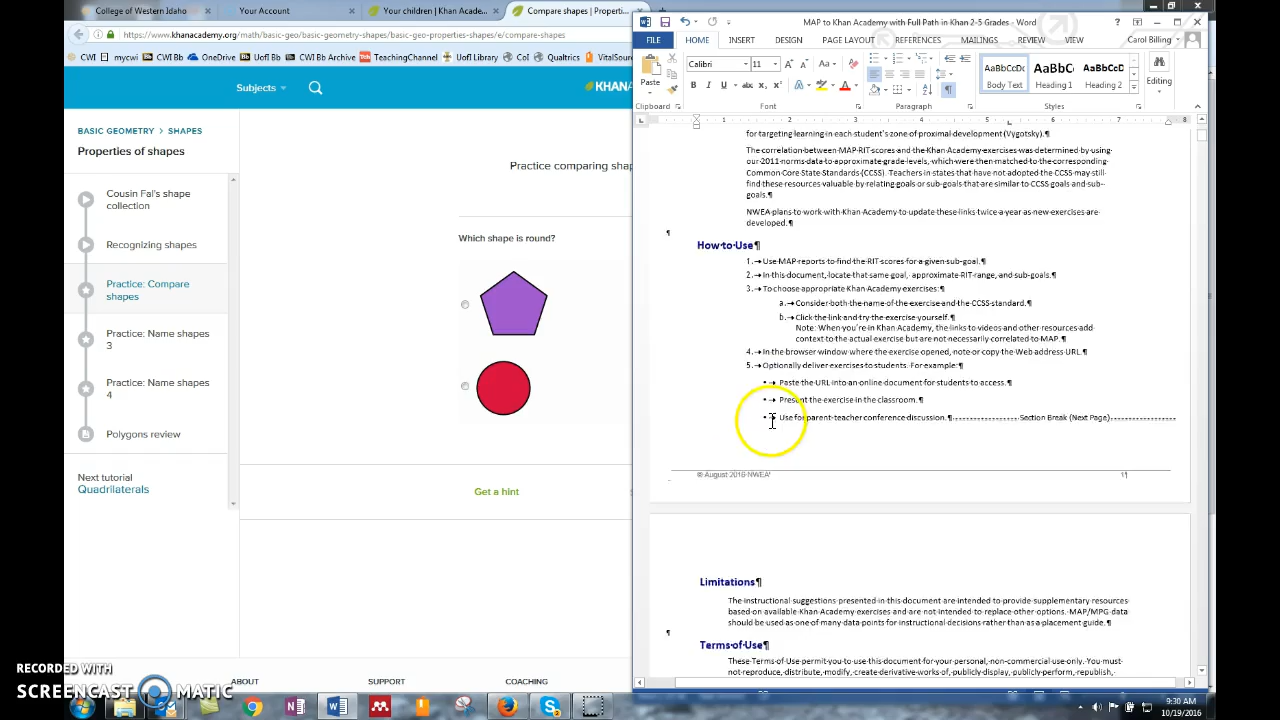 College of Western Idaho
Your Account
Your children | Khan Academ...
Compare shapes | Properti...
https://www.khanacademy.org/math/basic-geo/basic-geometry-shapes/basic-geo-properties-shapes/e/compare-shapes
CWI
mycwi
CWI Bb
OneDrive
UofI-Bb
TeachingChannel
CWI Bb Archive
Track
UofI Library
Col
Qualtrics
VitalSour
Subjects
KHAN
BASIC GEOMETRY > SHAPES
Properties of shapes
Cousin Fal's shape
collection
Recognizing shapes
Practice: Compare
shapes
Practice: Name shapes
3
Practice: Name shapes
4
Polygons review
Next tutorial
Quadrilaterals
Practice comparing sha
Which shape is round?
Get a hint
ABOUT
SUPPORT
COACHING
MAP to Khan Academy with Full Path in Khan 2-5 Grades - Word
FILE HOME INSERT DESIGN PAGE LAYOUT REFERENCES MAILINGS REVIEW VIEW
Carol Billing
Paste
Calibri
11
Aa
B I U abc X₂ X²
AaBbCcDc AaBbC AaBbCcD
Body Text Heading 1 Heading 2
Editing
Clipboard Font Paragraph Styles
1 2 3 4 5 6 7 8
for targeting learning in each student's zone of proximal development (Vygotsky).¶
The correlation between MAP RIT scores and the Khan Academy exercises was determined by using
our 2011 norms data to approximate grade levels, which were then matched to the corresponding
Common Core State Standards (CCSS). Teachers in states that have not adopted the CCSS may still
find these resources valuable by relating goals or sub-goals that are similar to CCSS goals and sub-
goals.¶
NWEA plans to work with Khan Academy to update these links twice a year as new exercises are
developed.¶
¶
How to Use¶
1. Use MAP reports to find the RIT scores for a given sub-goal.¶
2. In this document, locate that same goal, approximate RIT range, and sub-goals.¶
3. To choose appropriate Khan Academy exercises:¶
a. Consider both the name of the exercise and the CCSS standard.¶
b. Click the link and try the exercise yourself.¶
Note: When you're in Khan Academy, the links to videos and other resources add
context to the actual exercise but are not necessarily correlated to MAP.¶
4. In the browser window where the exercise opened, note or copy the Web address URL.¶
5. Optionally deliver exercises to students. For example:¶
• Paste the URL into an online document for students to access.¶
• Present the exercise in the classroom.¶
• Use for parent-teacher conference discussion.¶ Section Break (Next Page)
© August 2016 NWEA 1¶
Limitations¶
The instructional suggestions presented in this document are intended to provide supplementary resources
based on available Khan Academy exercises and are not intended to replace other options. MAP/MPG data
should be used as one of many data points for instructional decisions rather than as a placement guide.¶
¶
Terms of Use¶
These Terms of Use permit you to use this document for your personal, non-commercial use only. You must
not reproduce, distribute, modify, create derivative works of, publicly display, publicly perform, republish,
RECORDED WITH
SCREENCAST MATIC
9:30 AM
10/19/2016